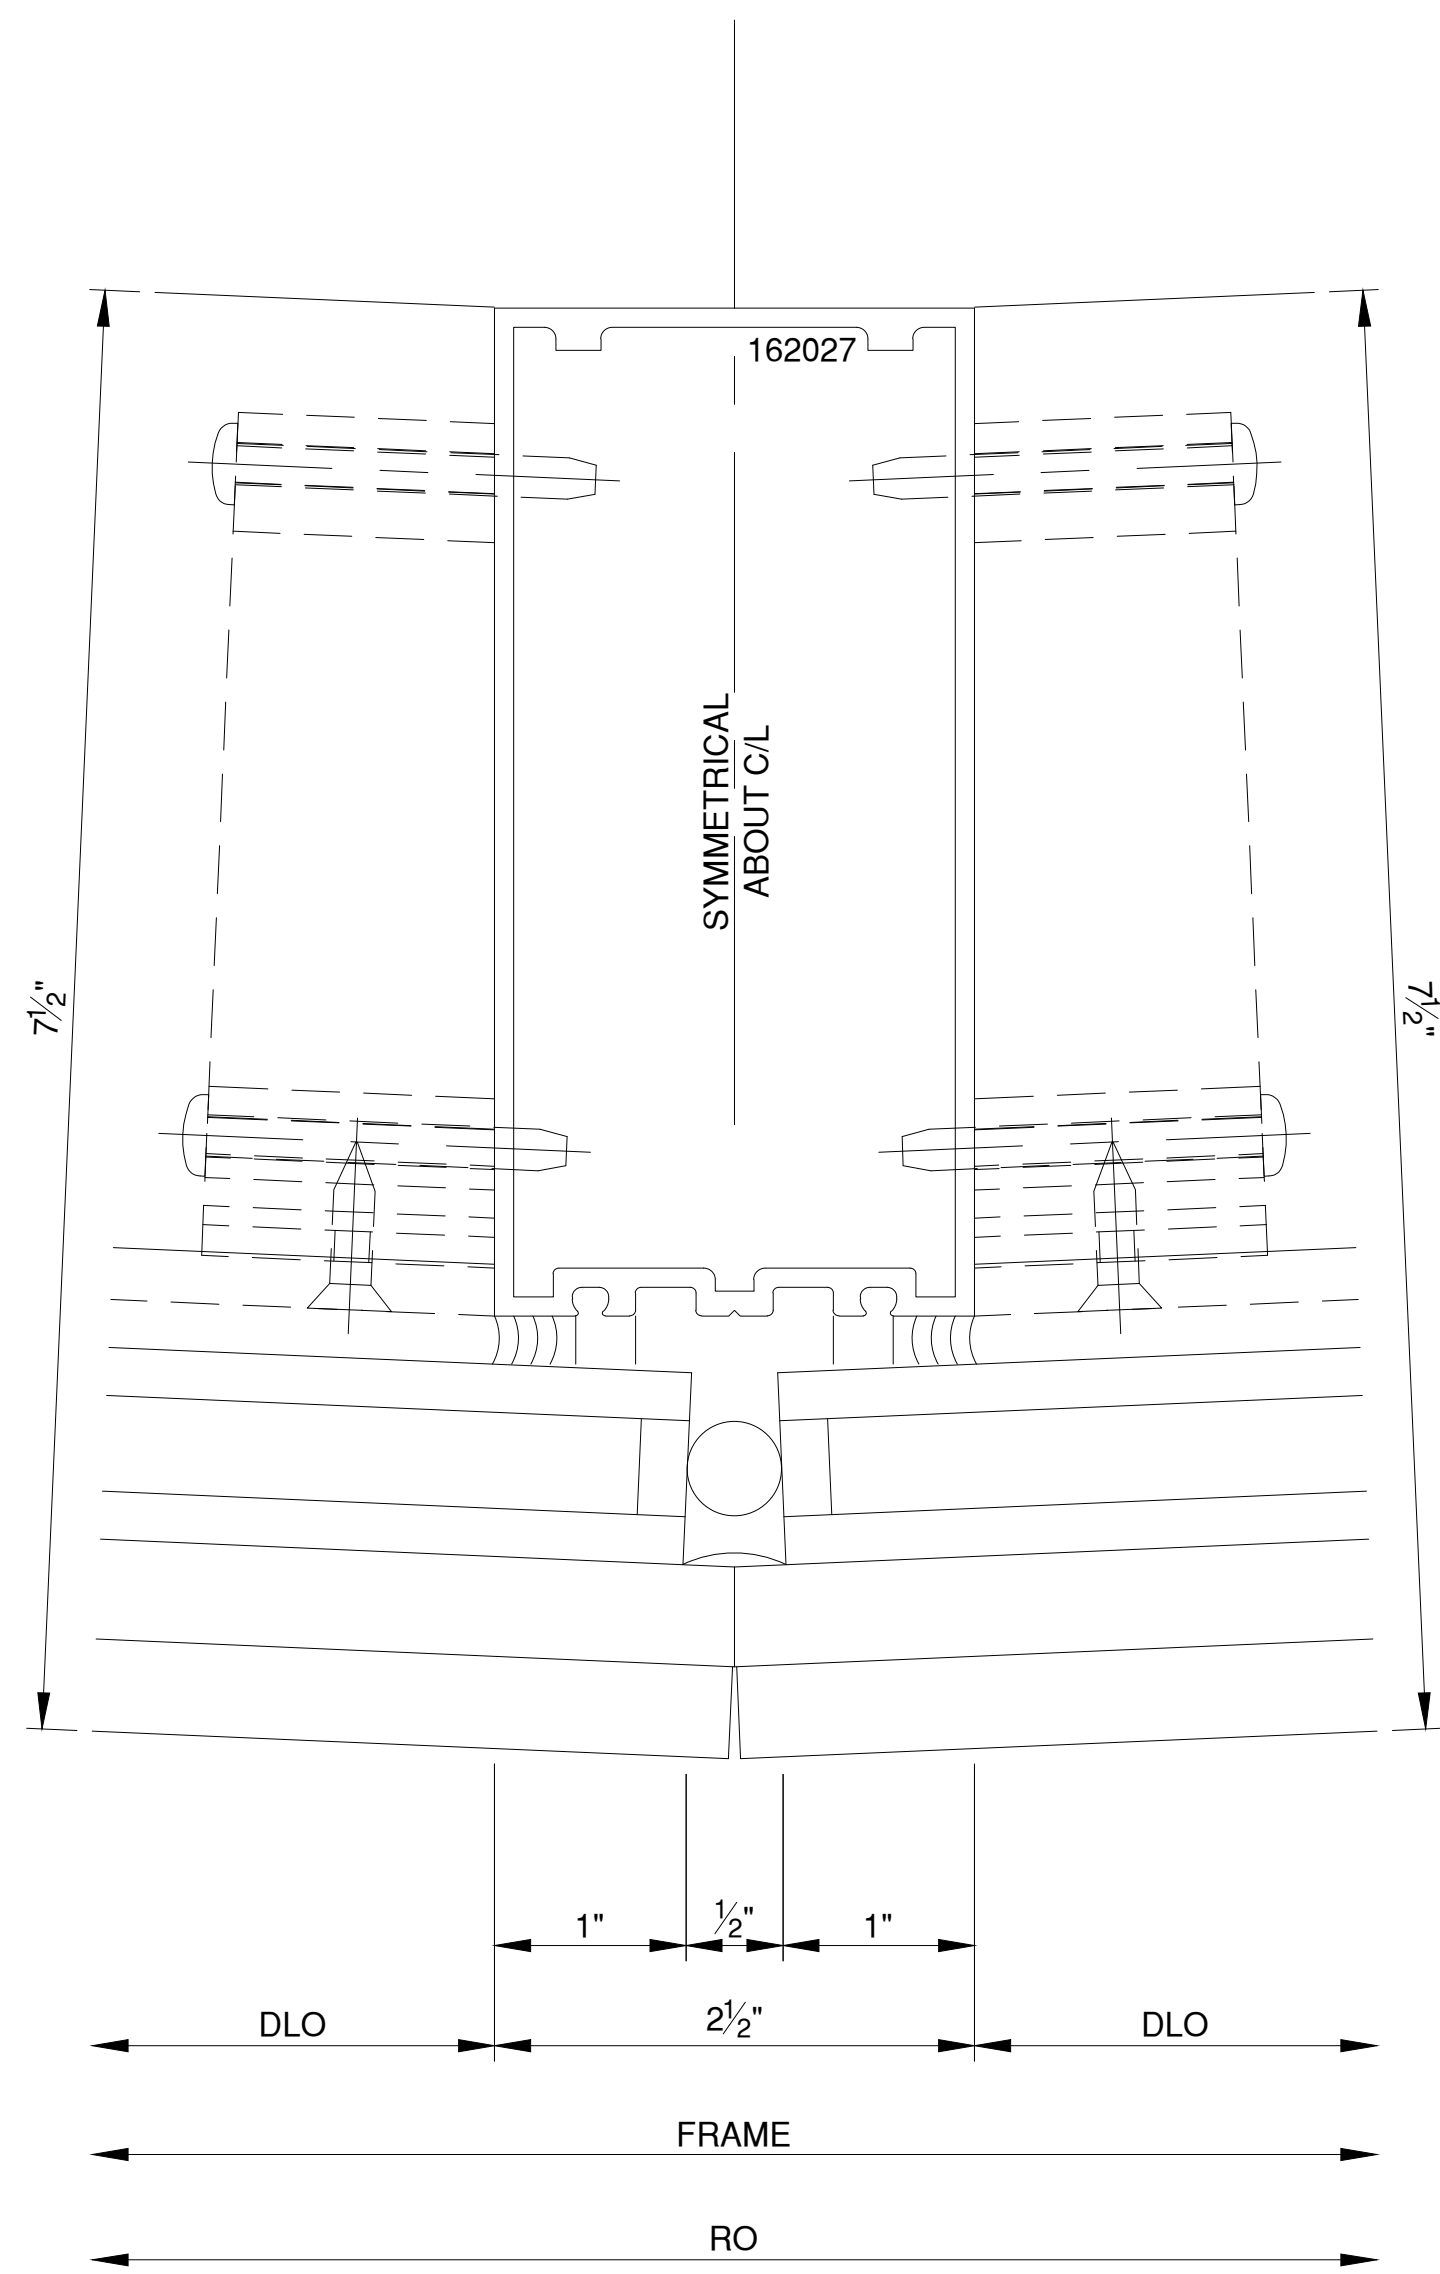 162027
SYMMETRICAL
ABOUT C/L
7½"
7½"
1"
½"
1"
DLO
2½"
DLO
FRAME
RO